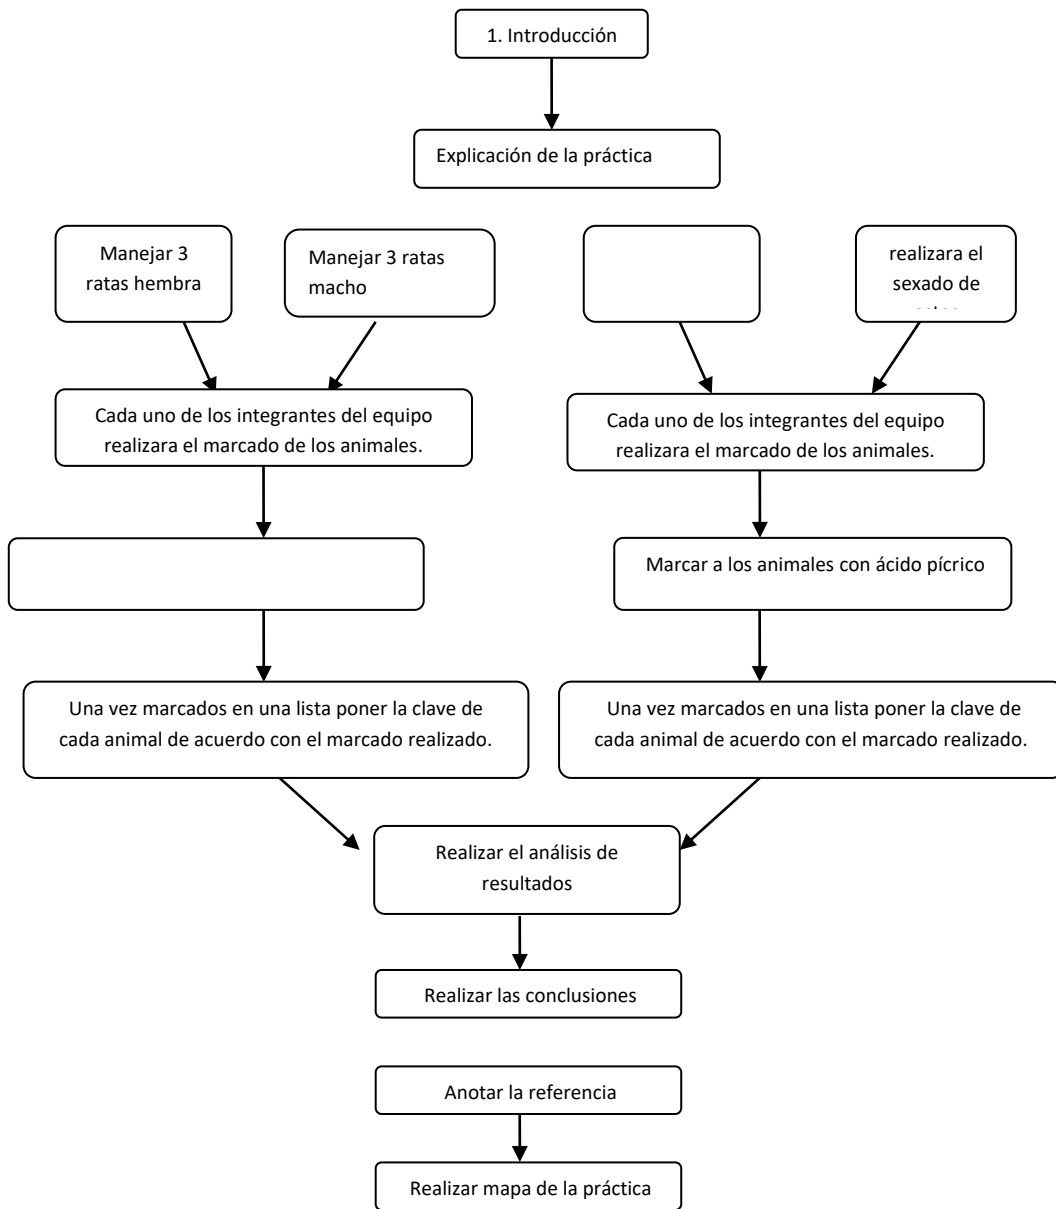 1. Introducción
Explicación de la práctica
Manejar 3
ratas hembra
Manejar 3 ratas
macho
realizara el
sexado de
Cada uno de los integrantes del equipo
realizara el marcado de los animales.
Cada uno de los integrantes del equipo
realizara el marcado de los animales.
Marcar a los animales con ácido pícrico
Una vez marcados en una lista poner la clave de
cada animal de acuerdo con el marcado realizado.
Una vez marcados en una lista poner la clave de
cada animal de acuerdo con el marcado realizado.
Realizar el análisis de
resultados
Realizar las conclusiones
Anotar la referencia
Realizar mapa de la práctica